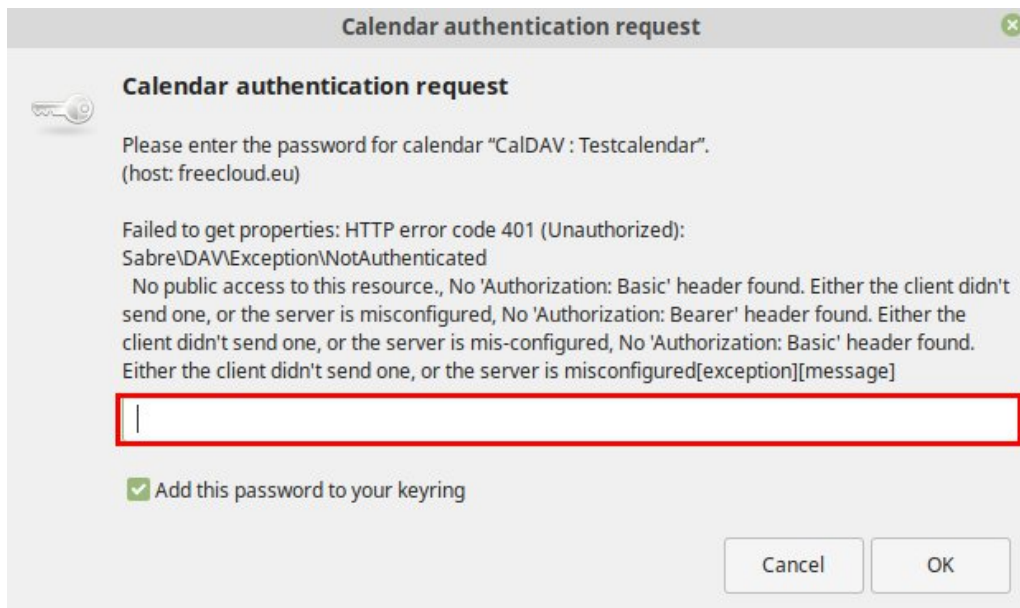 Calendar authentication request
Calendar authentication request
Please enter the password for calendar “CalDAV : Testcalendar”.
(host: freecloud.eu)
Failed to get properties: HTTP error code 401 (Unauthorized):
Sabre\DAV\Exception\NotAuthenticated
No public access to this resource., No 'Authorization: Basic' header found. Either the client didn't
send one, or the server is misconfigured, No 'Authorization: Bearer' header found. Either the
client didn't send one, or the server is mis-configured, No 'Authorization: Basic' header found.
Either the client didn't send one, or the server is misconfigured[exception][message]
Add this password to your keyring
Cancel OK